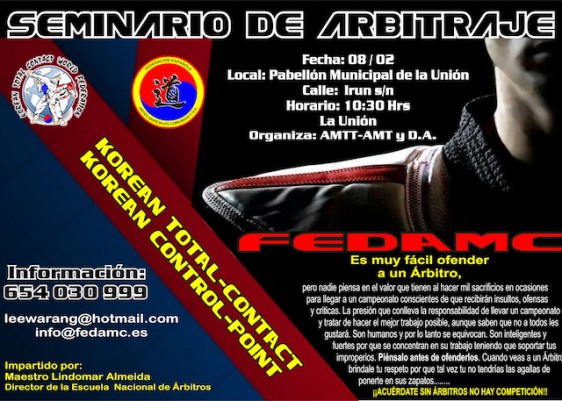 SEMINARIO DE ARBITRAJE
KOREAN TOTAL CONTACT WORLD FEDERATION
Fecha: 08 / 02
Local: Pabellón Municipal de la Unión
Calle: Irun s/n
Horario: 10:30 Hrs
La Unión
Organiza: AMTT-AMT y D.A.
KOREAN TOTAL-CONTACT
KOREAN CONTROL-POINT
FEDAMC
Es muy fácil ofender
a un Árbitro,
pero nadie piensa en el valor que tienen al hacer mil sacrificios en ocasiones
para llegar a un campeonato conscientes de que recibirán insultos, ofensas
y criticas. La presión que conlleva la responsabilidad de llevar un campeonato
y tratar de hacer el mejor trabajo posible, aunque saben que no a todos les
gustará. Son humanos y por lo tanto se equivocan. Son inteligentes y
fuertes por que se concentran en su trabajo teniendo que soportar tus
improperios. Piénsalo antes de ofenderlos. Cuando veas a un Árbitro
brindale tu respeto por que tal vez tu no tendrías las agallas de
ponerte en sus zapatos........
¡¡ACUÉRDATE SIN ÁRBITROS NO HAY COMPETICIÓN!!
Información:
654 030 999
leewarang@hotmail.com
info@fedamc.es
Impartido por:
Maestro Lindomar Almeida
Director de la Escuela Nacional de Árbitros